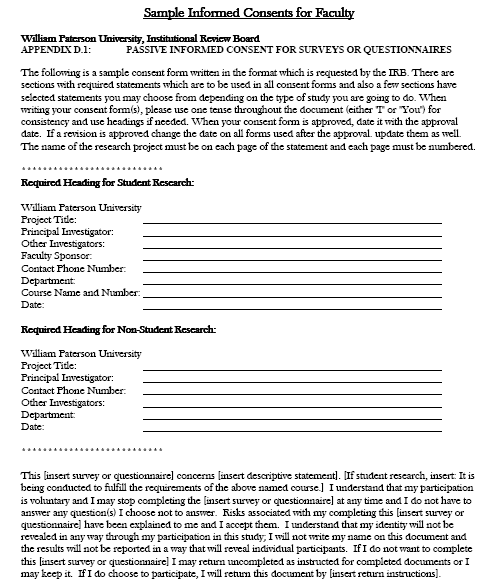 Sample Informed Consents for Faculty
William Paterson University, Institutional Review Board
APPENDIX D.1: PASSIVE INFORMED CONSENT FOR SURVEYS OR QUESTIONNAIRES
The following is a sample consent form written in the format which is requested by the IRB. There are
sections with required statements which are to be used in all consent forms and also a few sections have
selected statements you may choose from depending on the type of study you are going to do. When
writing your consent form(s), please use one tense throughout the document (either "I" or "You") for
consistency and use headings if needed. When your consent form is approved, date it with the approval
date. If a revision is approved change the date on all forms used after the approval. update them as well.
The name of the research project must be on each page of the statement and each page must be numbered.
* * * * * * * * * * * * * * * * * * * * * * * * * * *
Required Heading for Student Research:
William Paterson University
Project Title:
Principal Investigator:
Other Investigators:
Faculty Sponsor:
Contact Phone Number:
Department:
Course Name and Number:
Date:
Required Heading for Non-Student Research:
William Paterson University
Project Title:
Principal Investigator:
Contact Phone Number:
Other Investigators:
Department:
Date:
* * * * * * * * * * * * * * * * * * * * * * * * * * *
This [insert survey or questionnaire] concerns [insert descriptive statement]. [If student research, insert: It is
being conducted to fulfill the requirements of the above named course.] I understand that my participation
is voluntary and I may stop completing the [insert survey or questionnaire] at any time and I do not have to
answer any question(s) I choose not to answer. Risks associated with my completing this [insert survey or
questionnaire] have been explained to me and I accept them. I understand that my identity will not be
revealed in any way through my participation in this study; I will not write my name on this document and
the results will not be reported in a way that will reveal individual participants. If I do not want to complete
this [insert survey or questionnaire] I may return uncompleted as instructed for completed documents or I
may keep it. If I do choose to participate, I will return this document by [insert return instructions].